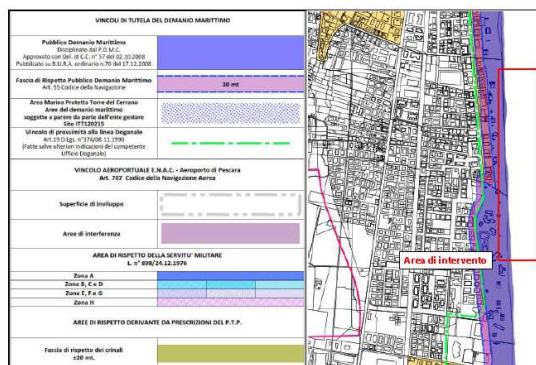 VINCOLI DI TUTELA DEL DEMANIO MARITTIMO
Pubblico Demanio Marittimo
Disciplinate dal P.D.M.C.
Approvato con Del. di C.C. n° 57 del 02.10.2008
Pubblicato su B.U.R.A. ordinario n.70 del 17.12.2008
Fascia di Rispetto Pubblico Demanio Marittimo
Art. 55 Codice della Navigazione
30 mt
Area Marina Protetta Torre del Cerrano
Aree del demanio marittimo
soggette a parere da parte dell'ente gestore
Sito IT7120215
Vincolo di prossimità alla linea Doganale
Art.19 D.Lgs. n°374/08.11.1990
(Fatte salve ulteriori indicazioni del competente
Ufficio Doganale)
VINCOLO AEROPORTUALE E.N.A.C. - Aeroporto di Pescara
Art. 707 Codice della Navigazione Aerea
Superficie di inviluppo
Aree di interferenza
AREA DI RISPETTO DELLA SERVITU' MILITARE
L. n° 898/24.12.1976
Zona A
Zone B, C e D
Zone E, F e G
Zona H
AREE DI RISPETTO DERIVANTE DA PRESCRIZIONI DEL P.T.P.
Fascia di rispetto dei crinali
±20 mt.
Area di intervento